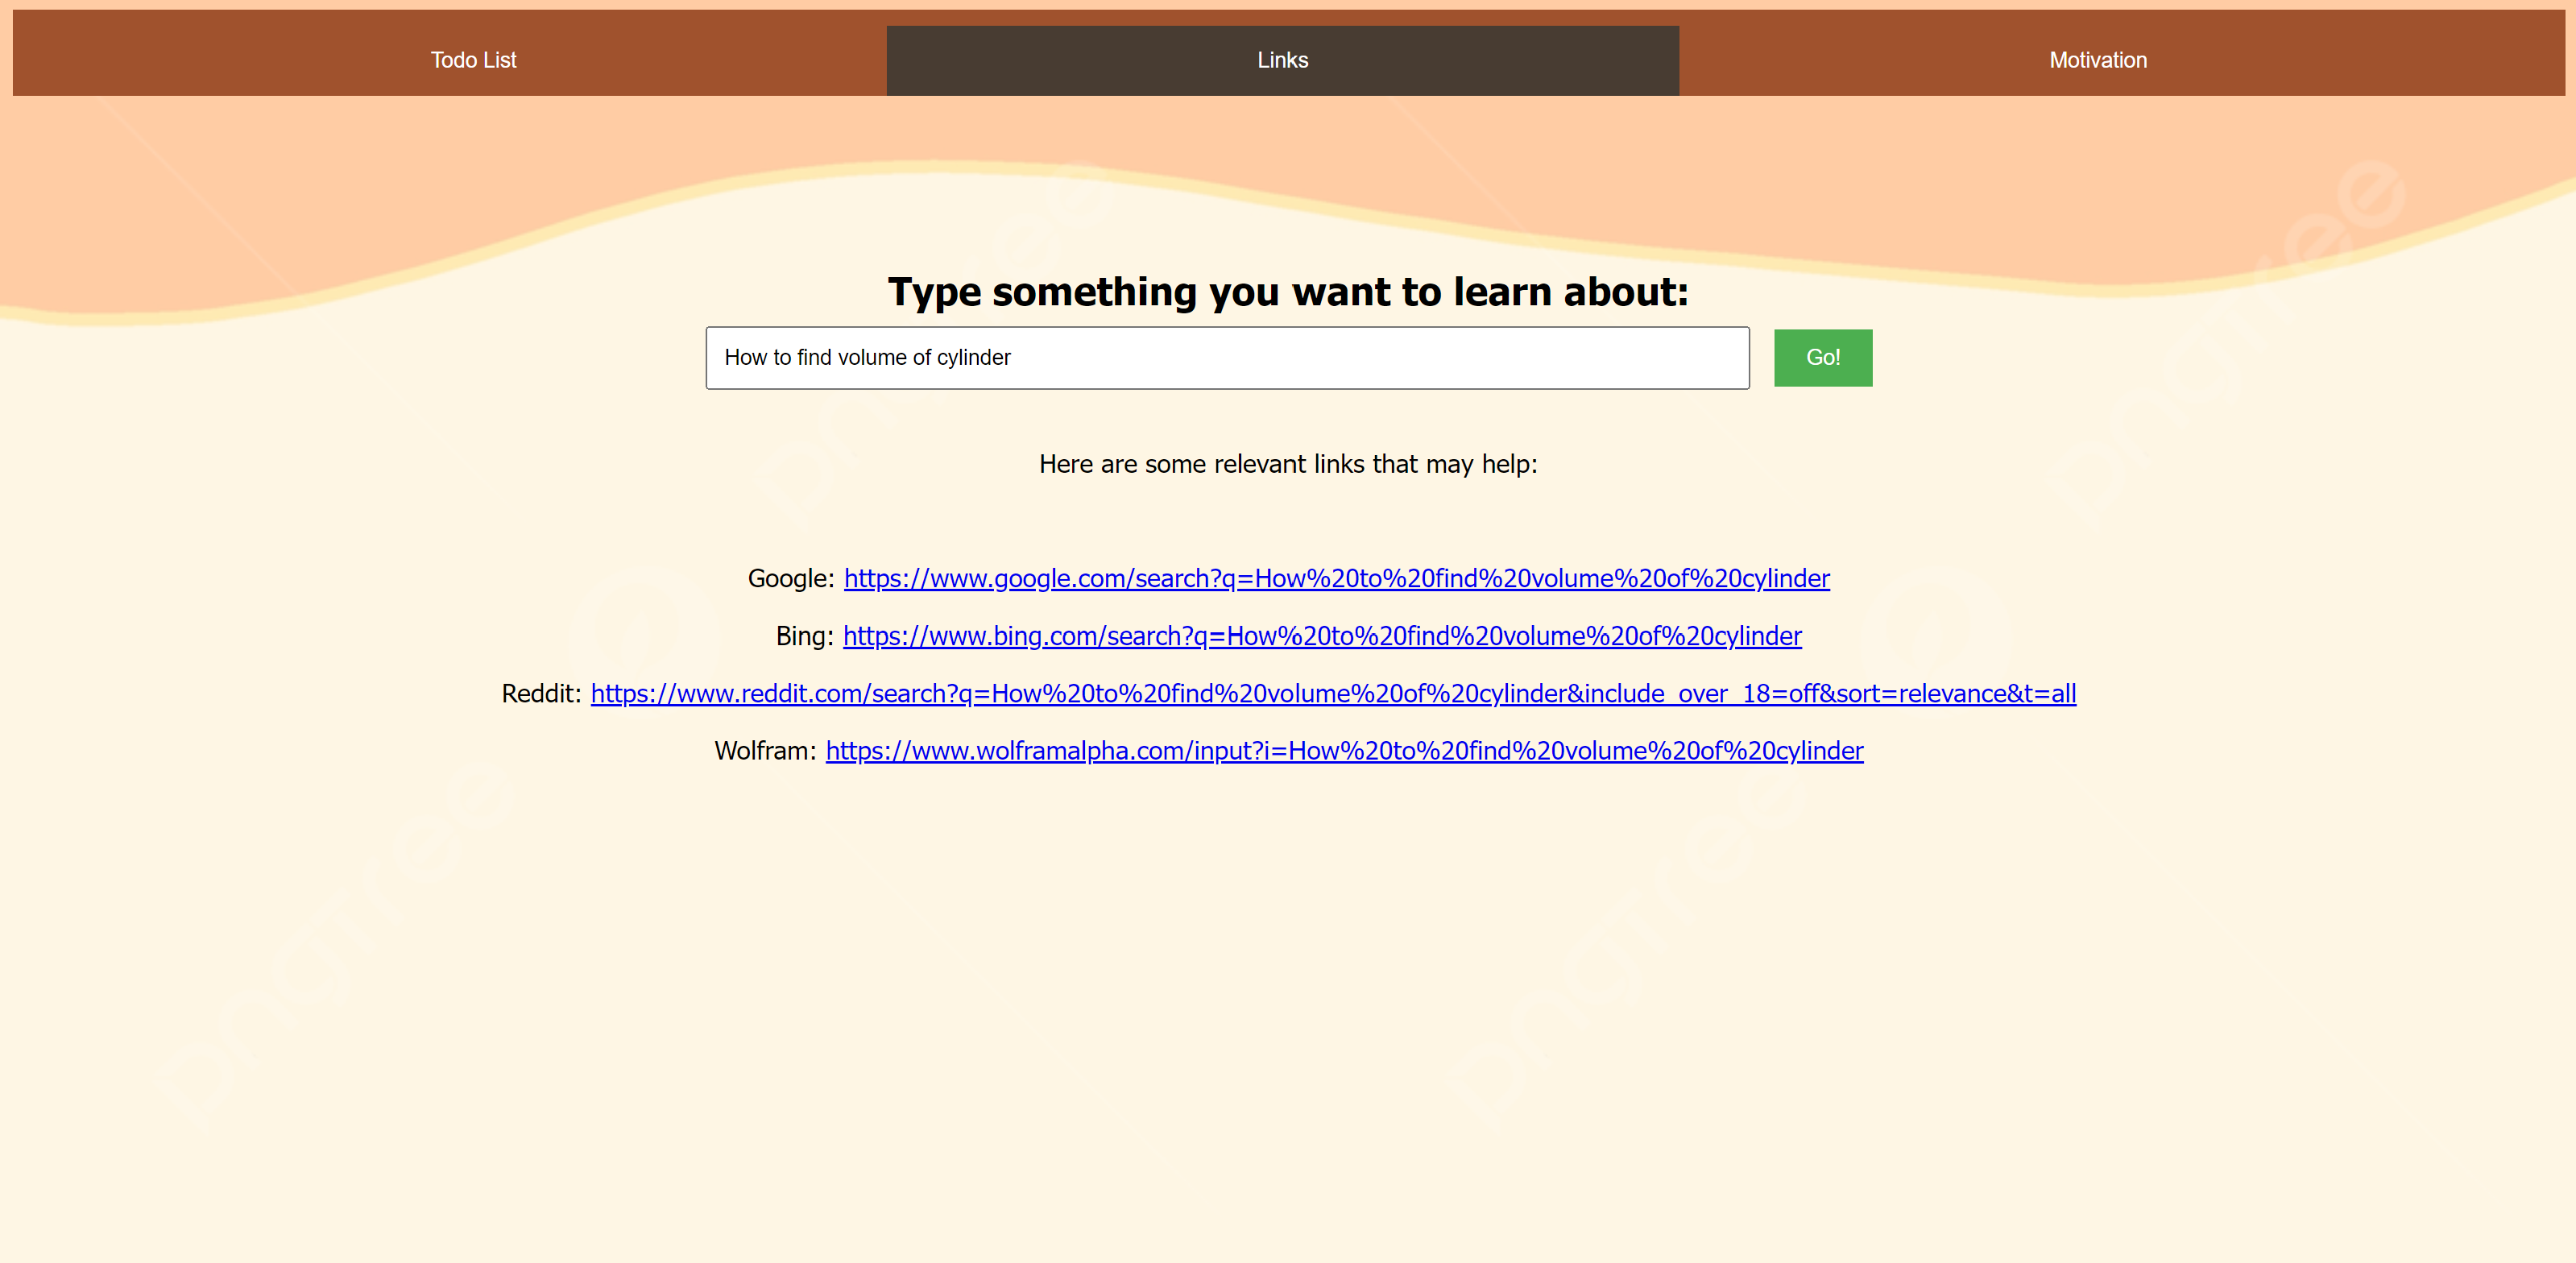 Todo List
Links
Motivation
Type something you want to learn about:
How to find volume of cylinder
Go!
Here are some relevant links that may help:
Google: https://www.google.com/search?q=How%20to%20find%20volume%20of%20cylinder
Bing: https://www.bing.com/search?q=How%20to%20find%20volume%20of%20cylinder
Reddit: https://www.reddit.com/search?q=How%20to%20find%20volume%20of%20cylinder&include_over_18=off&sort=relevance&t=all
Wolfram: https://www.wolframalpha.com/input?i=How%20to%20find%20volume%20of%20cylinder
pngtree
pngtree
pngtree
pngtree